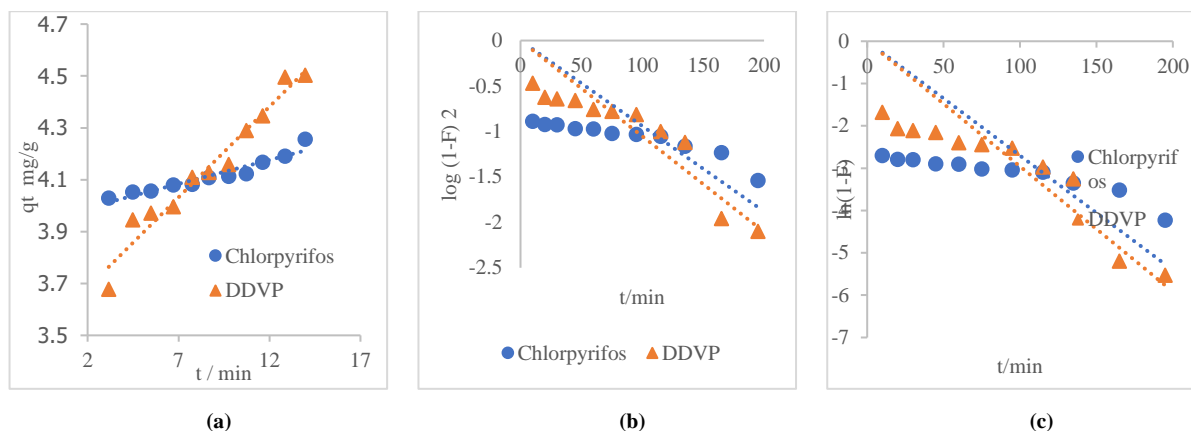 4.7
4.5
4.3
4.1
3.9
3.7
3.5
qt mg/g
2 7 12 17
t / min
Chlorpyrifos
DDVP
(a)
0
-0.5
-1
-1.5
-2
-2.5
log (1-F) 2
0 50 100 150 200
t/min
Chlorpyrifos DDVP
(b)
0
-1
-2
-3
-4
-5
-6
-7
ln(1-F)
0 50 100 150 200
Chlorpyrif
os
DDVP
t/min
(c)